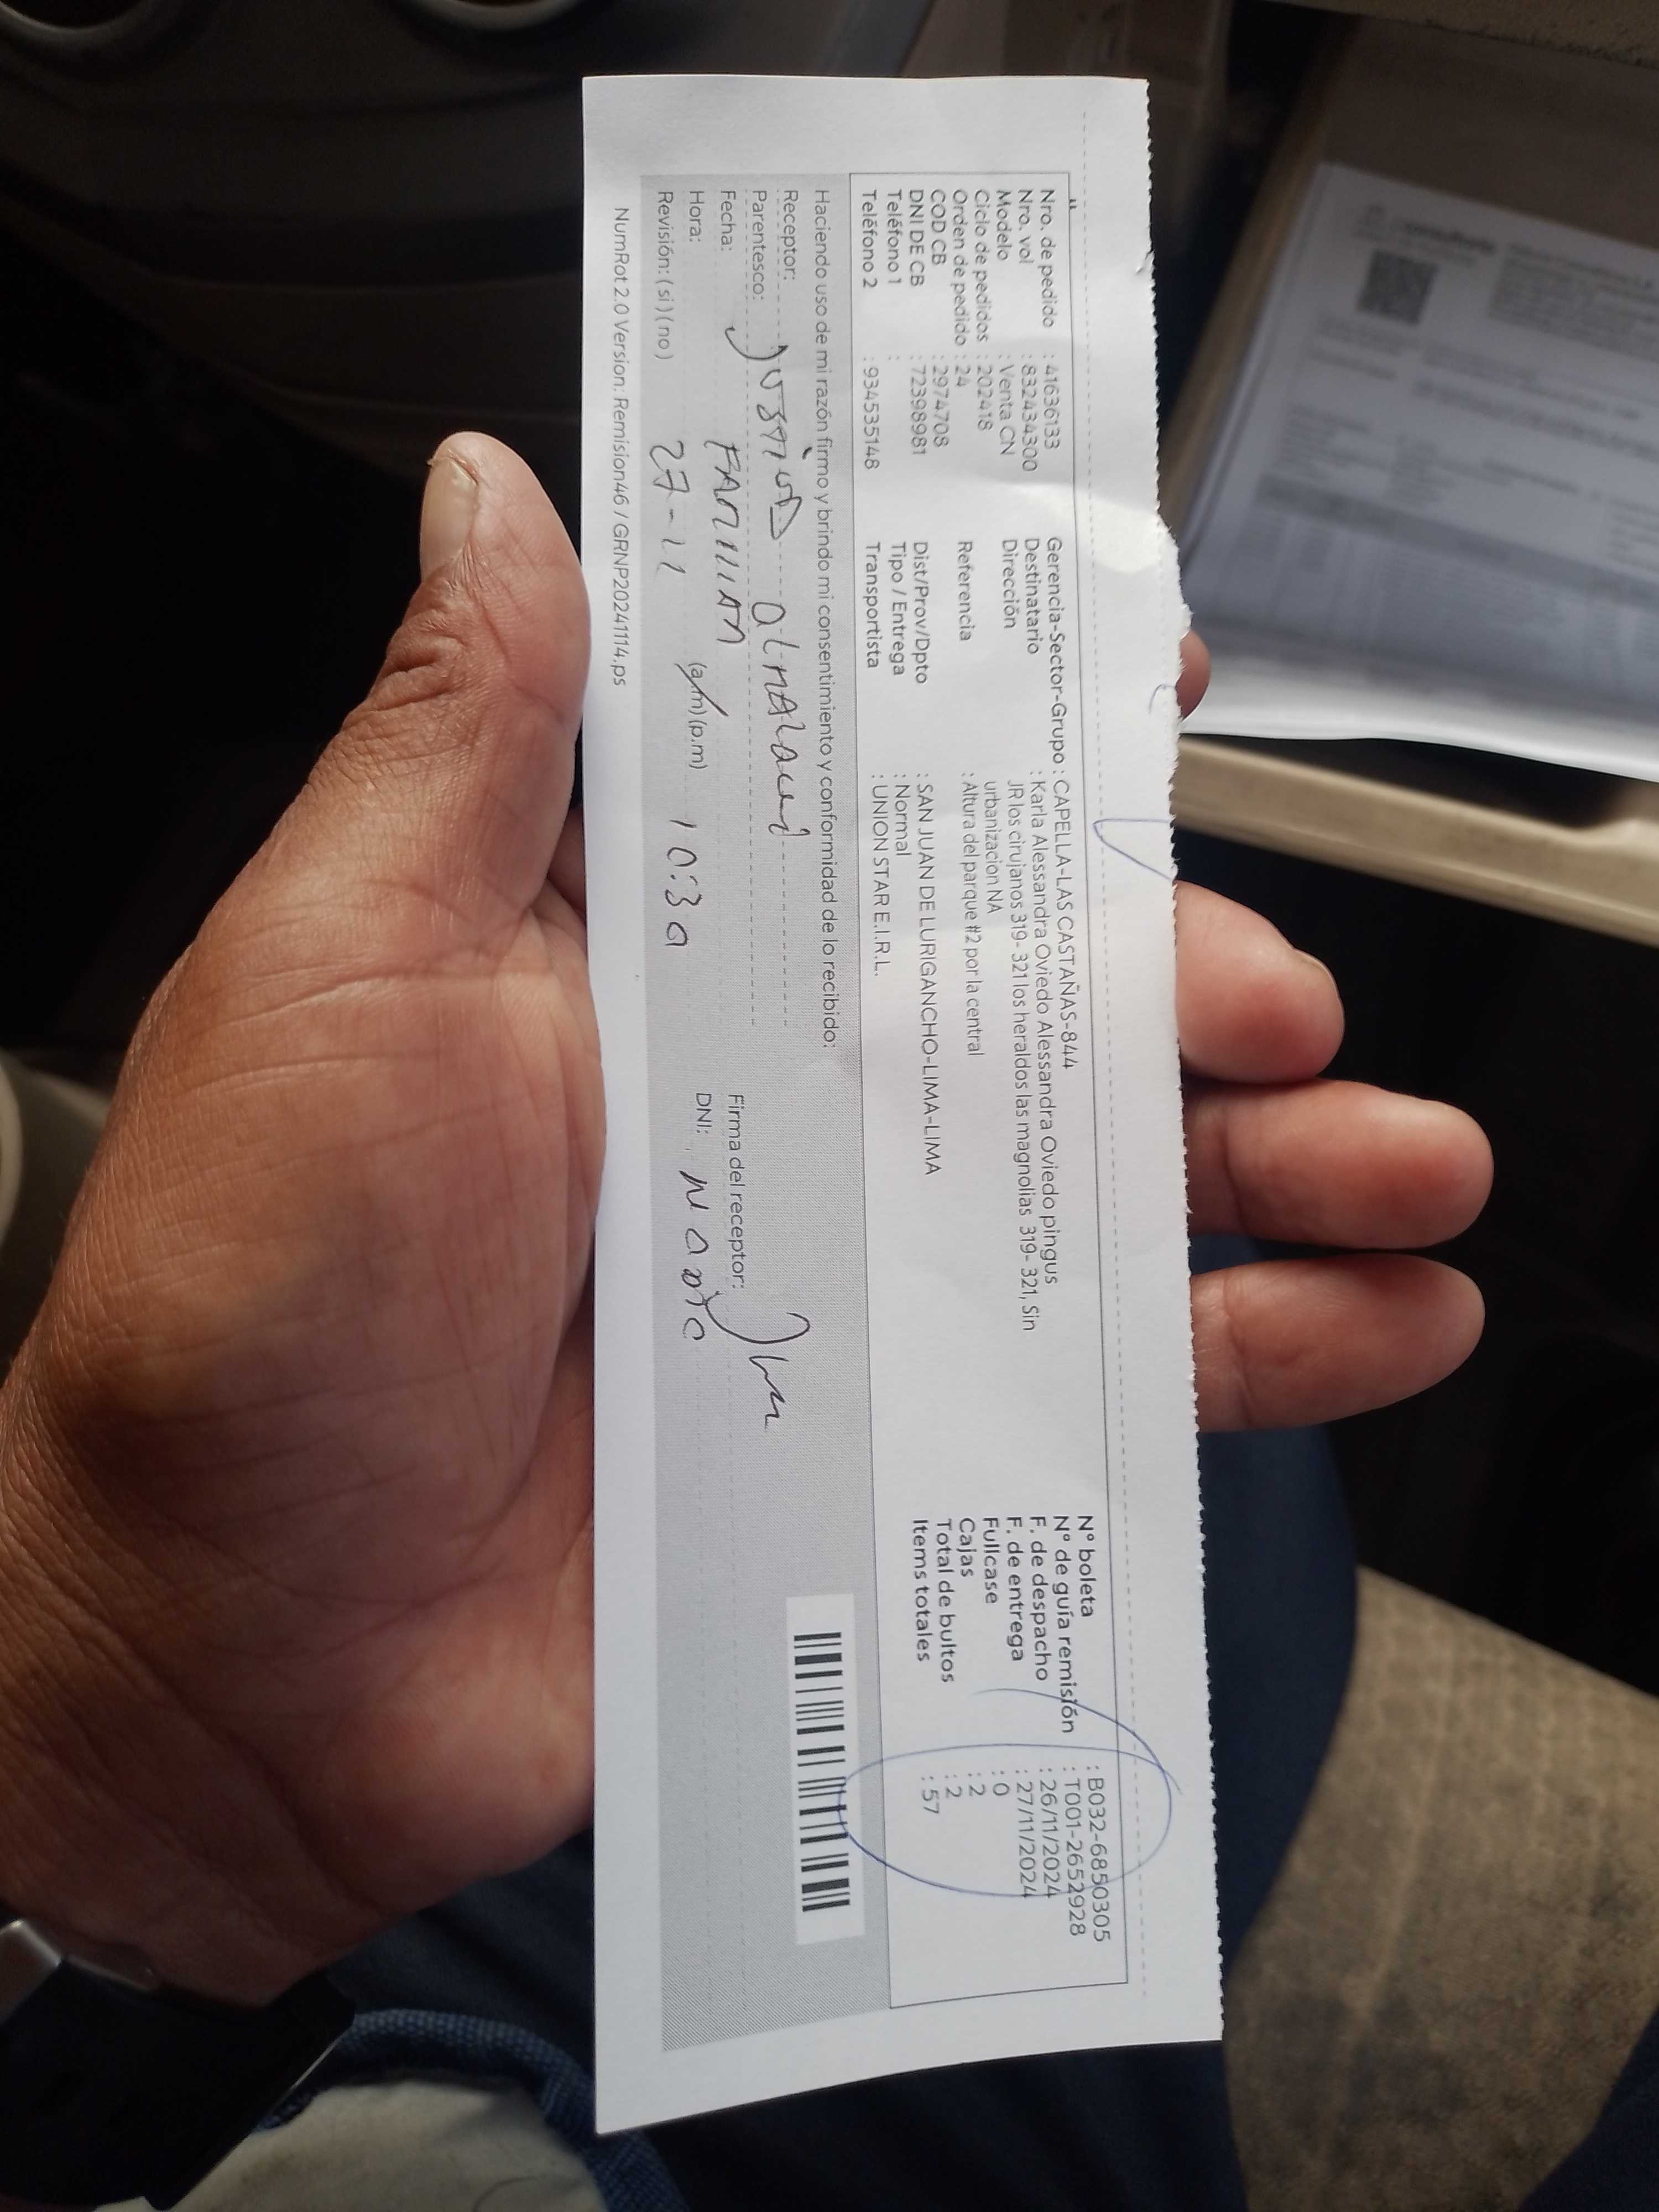 Nro. de pedido : 41636133
Nro. vol : 832434300
Modelo : Venta CN
Ciclo de pedidos : 202418
Orden de pedido : 24
COD CB : 2974708
DNI DE CB : 72398981
Teléfono 1 :
Teléfono 2 : 934535148
Gerencia-Sector-Grupo : CAPELLA-LAS CASTAÑAS-844
Destinatario : Karla Alessandra Oviedo Alessandra Oviedo pingus
Dirección : JR los cirujanos 319- 321 los heraldos las magnolias 319- 321, Sin
urbanizacion NA
Referencia : Altura del parque #2 por la central
Dist/Prov/Dpto : SAN JUAN DE LURIGANCHO-LIMA-LIMA
Tipo / Entrega : Normal
Transportista : UNION STAR E.I.R.L.
N° boleta : B032-6850305
N° de guía remisión : T001-2652928
F. de despacho : 26/11/2024
F. de entrega : 27/11/2024
Fullcase : 0
Cajas : 2
Total de bultos : 2
Items totales : 57
Haciendo uso de mi razón firmo y brindo mi consentimiento y conformidad de lo recibido:
Receptor:
Parentesco:
Fecha: FAMILIAR
Hora: 27-11 (a.m) (p.m) 10:30
Revisión: ( si ) ( no )
Firma del receptor:
DNI:
NumRot 2.0 Version: Remision46 / GRNP20241114.ps